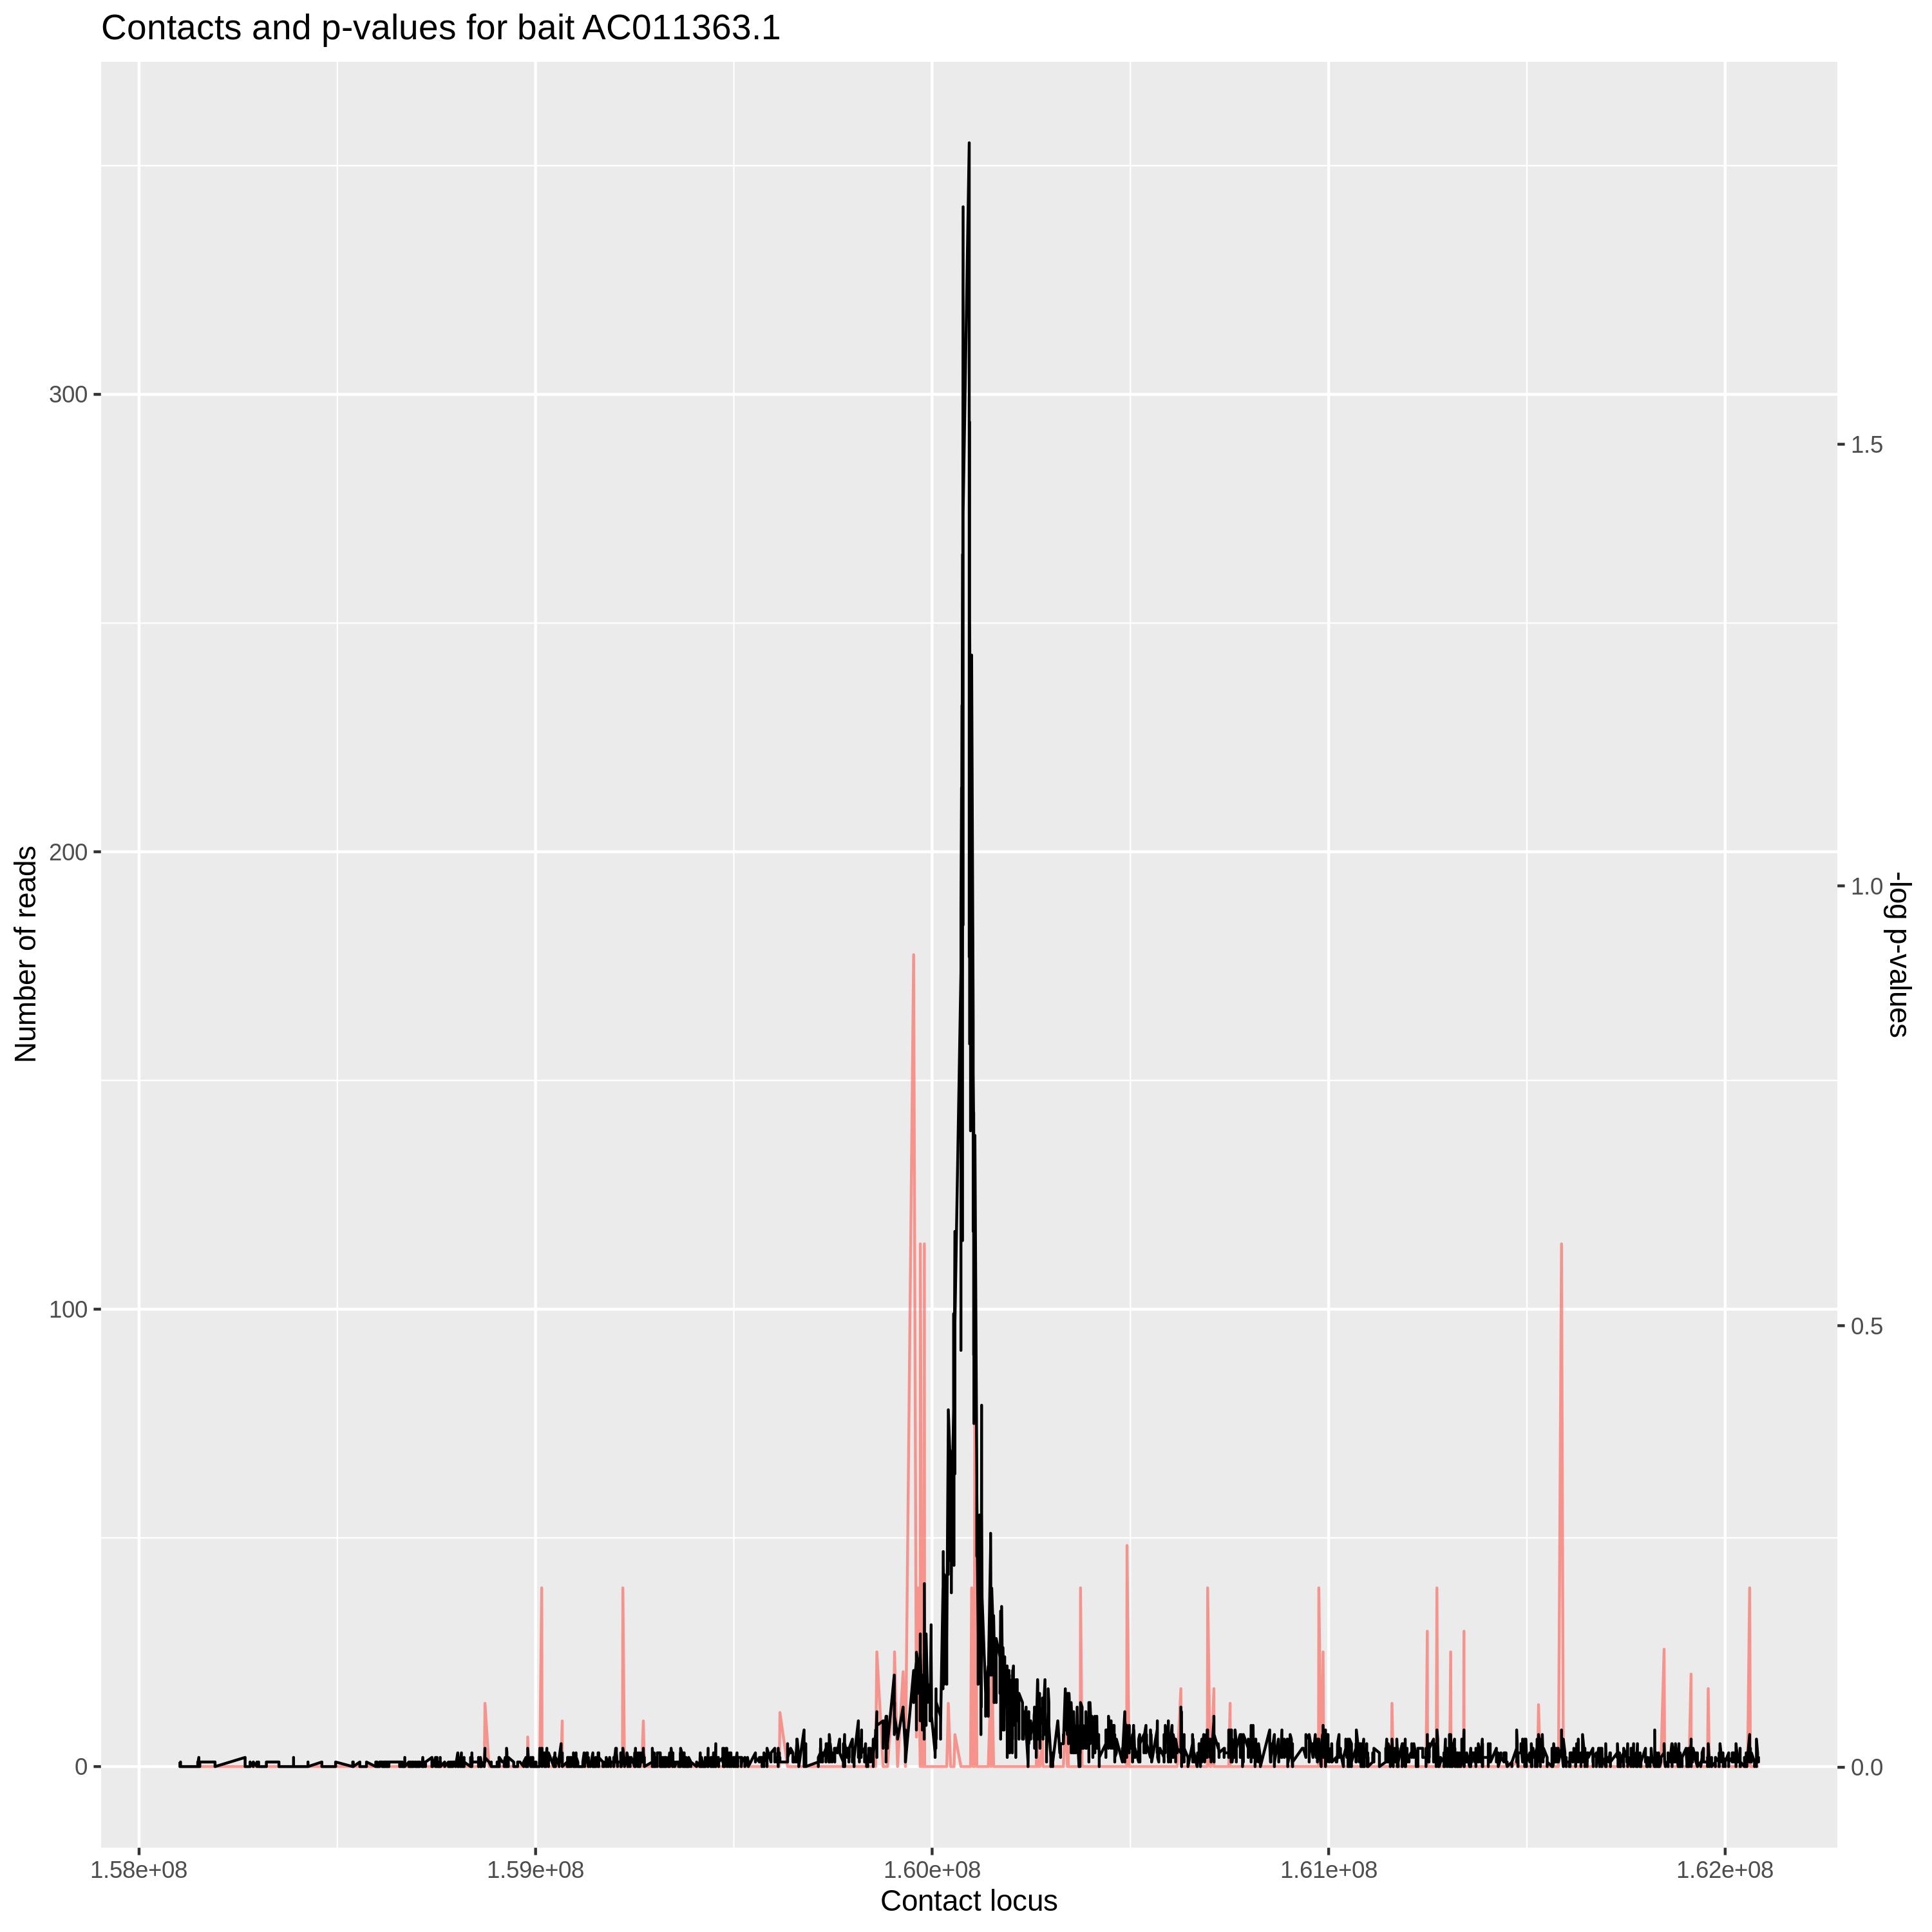 Contacts and p-values for bait AC011363.1
300
200
100
0
Number of reads
1.5
1.0
0.5
0.0
-log p-values
1.58e+08 1.59e+08 1.60e+08 1.61e+08 1.62e+08
Contact locus